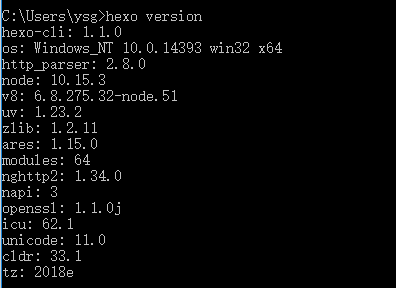 C:\Users\ysg>hexo version
hexo-cli: 1.1.0
os: Windows_NT 10.0.14393 win32 x64
http_parser: 2.8.0
node: 10.15.3
v8: 6.8.275.32-node.51
uv: 1.23.2
zlib: 1.2.11
ares: 1.15.0
modules: 64
nghttp2: 1.34.0
napi: 3
openssl: 1.1.0j
icu: 62.1
unicode: 11.0
cldr: 33.1
tz: 2018e